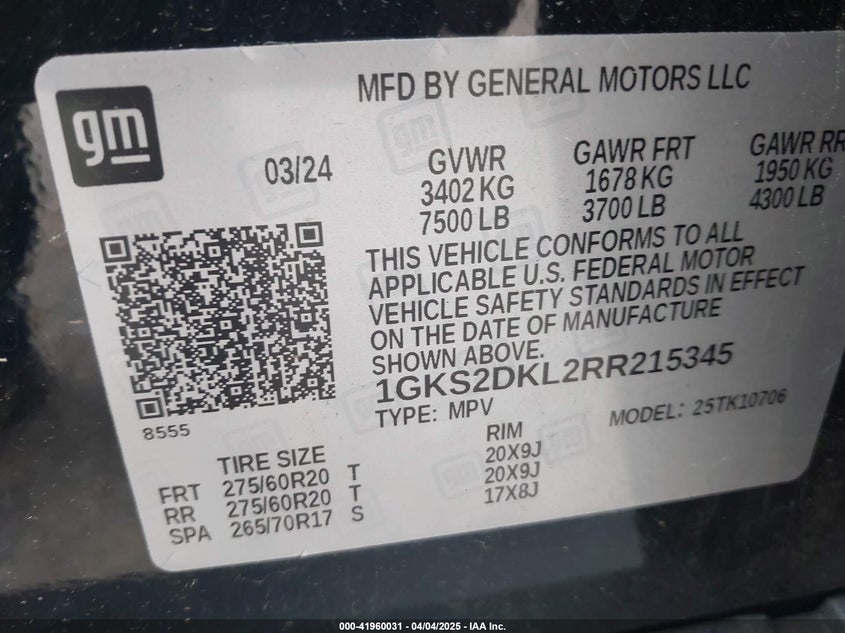 MFD BY GENERAL MOTORS LLC
gm
03/24
GVWR GAWR FRT GAWR RR
3402 KG 1678 KG 1950 KG
7500 LB 3700 LB 4300 LB
THIS VEHICLE CONFORMS TO ALL
APPLICABLE U.S. FEDERAL MOTOR
VEHICLE SAFETY STANDARDS IN EFFECT
ON THE DATE OF MANUFACTURE
SHOWN ABOVE.
1GKS2DKL2RR215345
TYPE: MPV MODEL: 25TK10706
8555
TIRE SIZE RIM
FRT 275/60R20 T 20X9J
RR 275/60R20 T 20X9J
SPA 265/70R17 S 17X8J
000-41960031 - 04/04/2025 - IAA Inc.